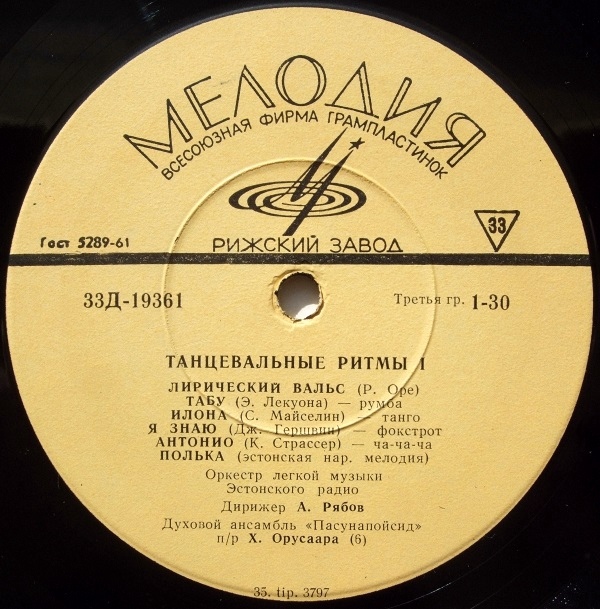 МЕЛОДИЯ
ВСЕСОЮЗНАЯ ФИРМА ГРАМПЛАСТИНОК
РИЖСКИЙ ЗАВОД
Гост 5289-61
33
33Д-19361
Третья гр. 1-30
ТАНЦЕВАЛЬНЫЕ РИТМЫ I
ЛИРИЧЕСКИЙ ВАЛЬС (Р. Оре)
ТАБУ (Э. Лекуона) — румба
ИЛОНА (С. Майселин) — танго
Я ЗНАЮ (Дж. Гершвин) — фокстрот
АНТОНИО (К. Страссер) — ча-ча-ча
ПОЛЬКА (эстонская нар. мелодия)
Оркестр легкой музыки
Эстонского радио
Дирижер А. Рябов
Духовой ансамбль «Пасунапойсид»
п/р Х. Орусаара (6)
35. tip. 3797